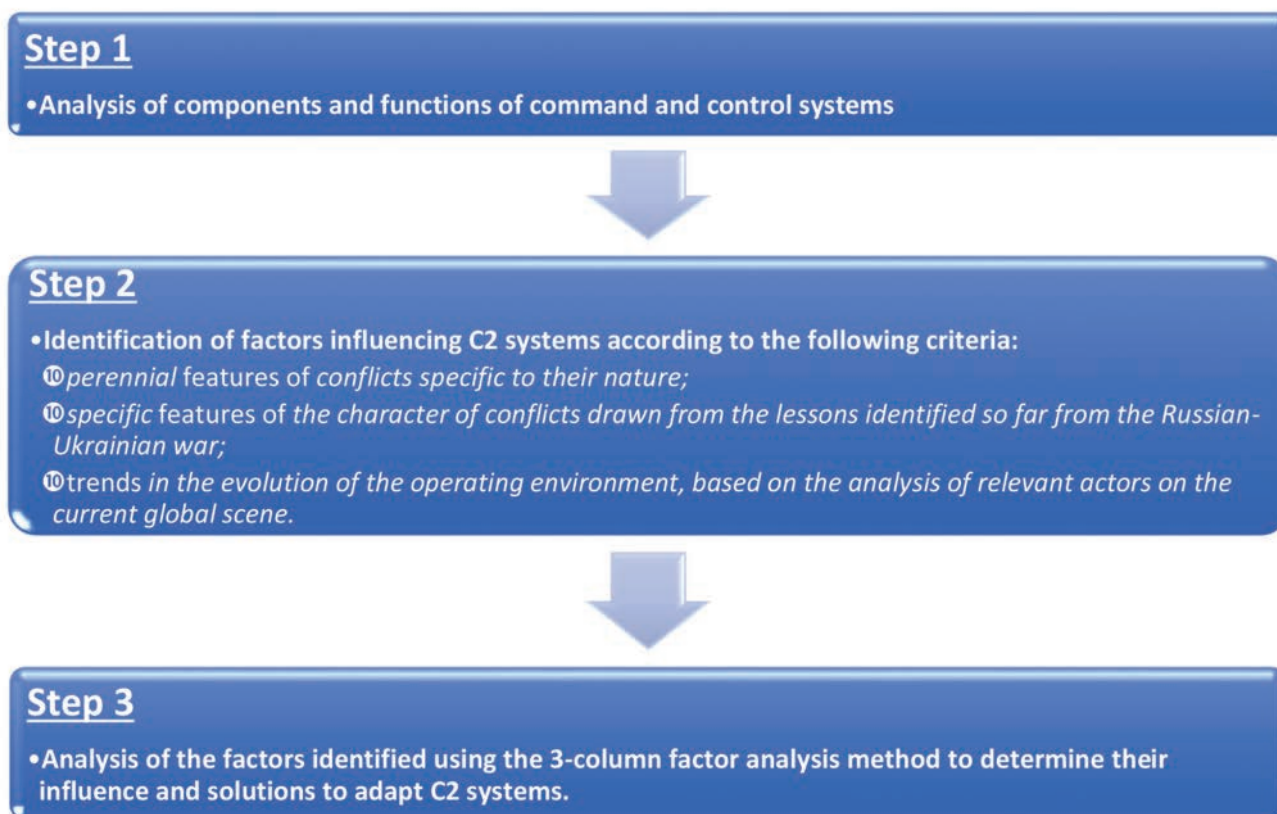 Step 1
•Analysis of components and functions of command and control systems
Step 2
•Identification of factors influencing C2 systems according to the following criteria:
❿perennial features of conflicts specific to their nature;
❿specific features of the character of conflicts drawn from the lessons identified so far from the Russian-
Ukrainian war;
❿trends in the evolution of the operating environment, based on the analysis of relevant actors on the
current global scene.
Step 3
•Analysis of the factors identified using the 3-column factor analysis method to determine their
influence and solutions to adapt C2 systems.